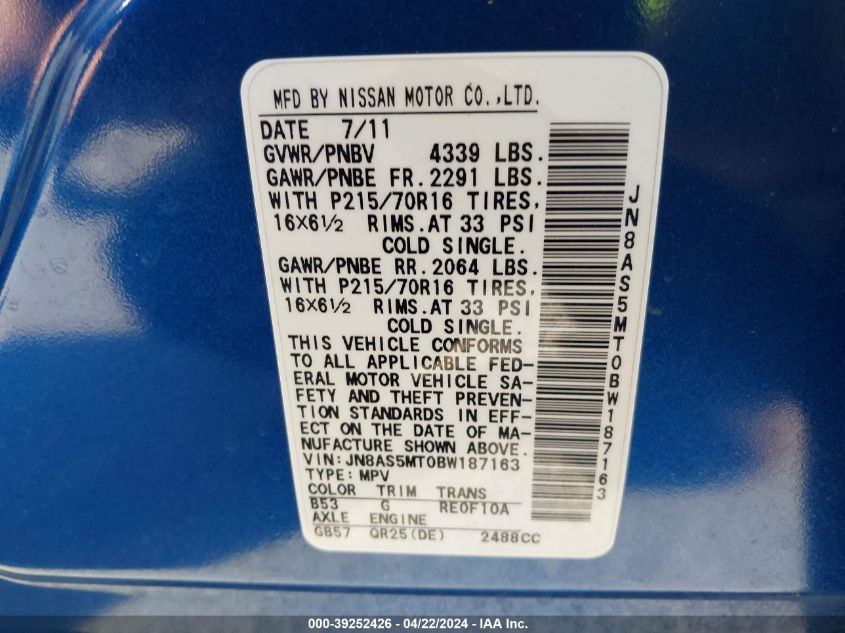 MFD BY NISSAN MOTOR CO.,LTD.
DATE 7/11
GVWR/PNBV 4339 LBS.
GAWR/PNBE FR.2291 LBS.
WITH P215/70R16 TIRES,
16X6½ RIMS.AT 33 PSI
COLD SINGLE.
GAWR/PNBE RR.2064 LBS.
WITH P215/70R16 TIRES,
16X6½ RIMS.AT 33 PSI
COLD SINGLE.
THIS VEHICLE CONFORMS
TO ALL APPLICABLE FED-
ERAL MOTOR VEHICLE SA-
FETY AND THEFT PREVEN-
TION STANDARDS IN EFF-
ECT ON THE DATE OF MA-
NUFACTURE SHOWN ABOVE.
VIN:JN8AS5MT0BW187163
TYPE:MPV
COLOR TRIM TRANS
B53 G RE0F10A
AXLE ENGINE
GB57 QR25(DE) 2488CC
JN8AS5MT0BW187163
000-39252426 - 04/22/2024 - IAA Inc.